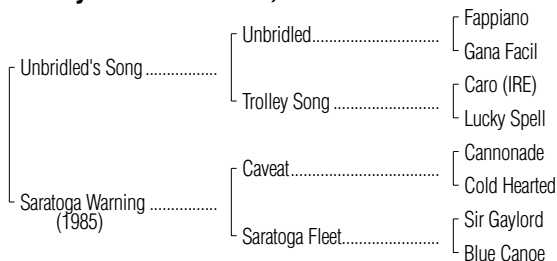 Fappiano
Unbridled................................
Gana Facil
Unbridled's Song .................
Caro (IRE)
Trolley Song ..........................
Lucky Spell
Cannonade
Caveat....................................
Cold Hearted
Saratoga Warning ................
(1985)
Sir Gaylord
Saratoga Fleet.......................
Blue Canoe